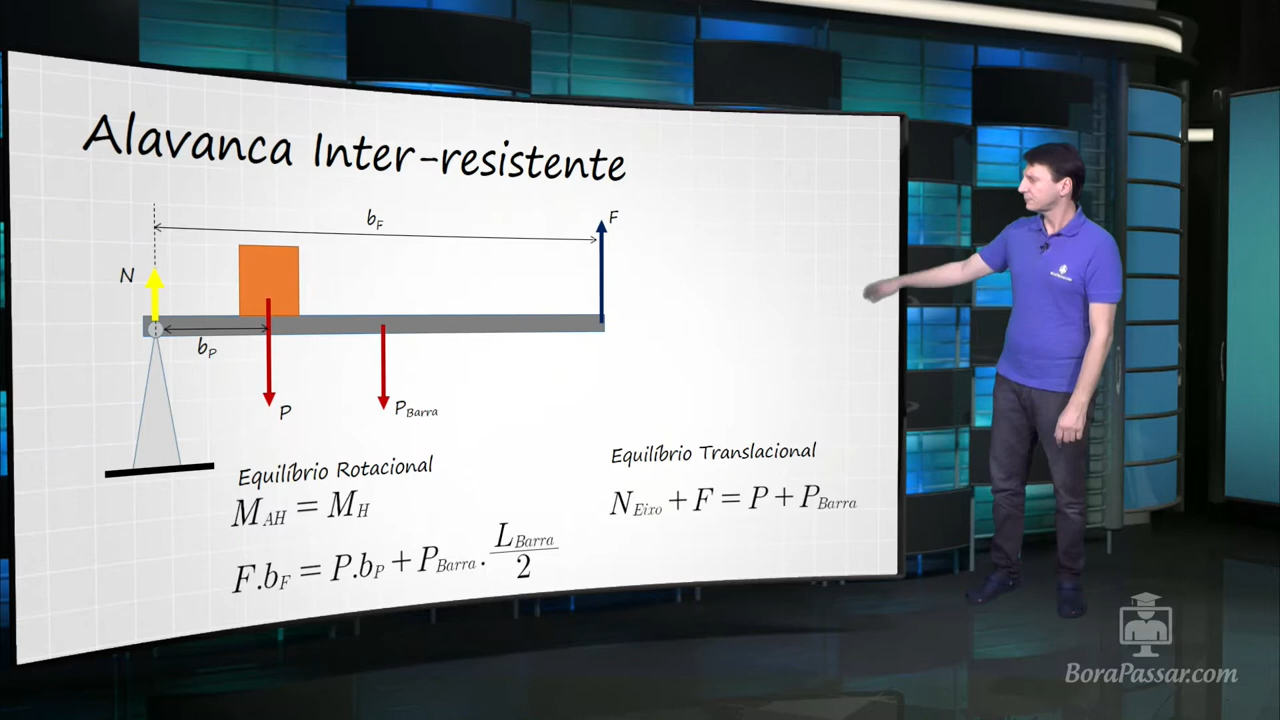 Alavanca Inter-resistente
b_F
F
N
b_P
P
P_Barra
Equilíbrio Rotacional
M_AH = M_H
F.b_F = P.b_P + P_Barra . L_Barra / 2
Equilíbrio Translacional
N_Eixo + F = P + P_Barra
BoraPassar.com